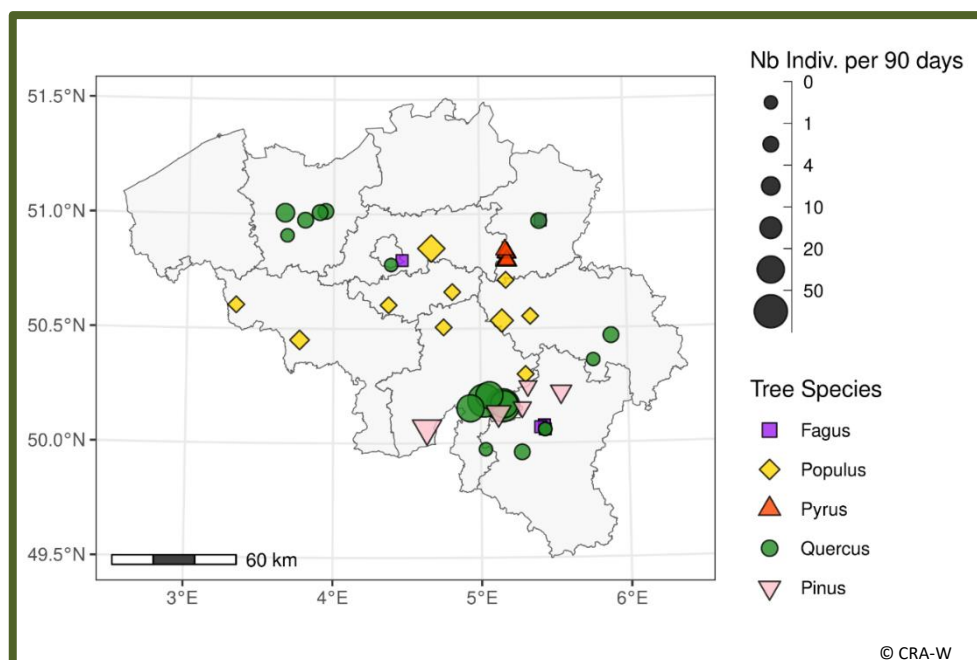 Nb Indiv. per 90 days
0
1
4
10
20
50
Tree Species
Fagus
Populus
Pyrus
Quercus
Pinus
51.5°N
51.0°N
50.5°N
50.0°N
49.5°N
60 km
3°E 4°E 5°E 6°E
© CRA-W